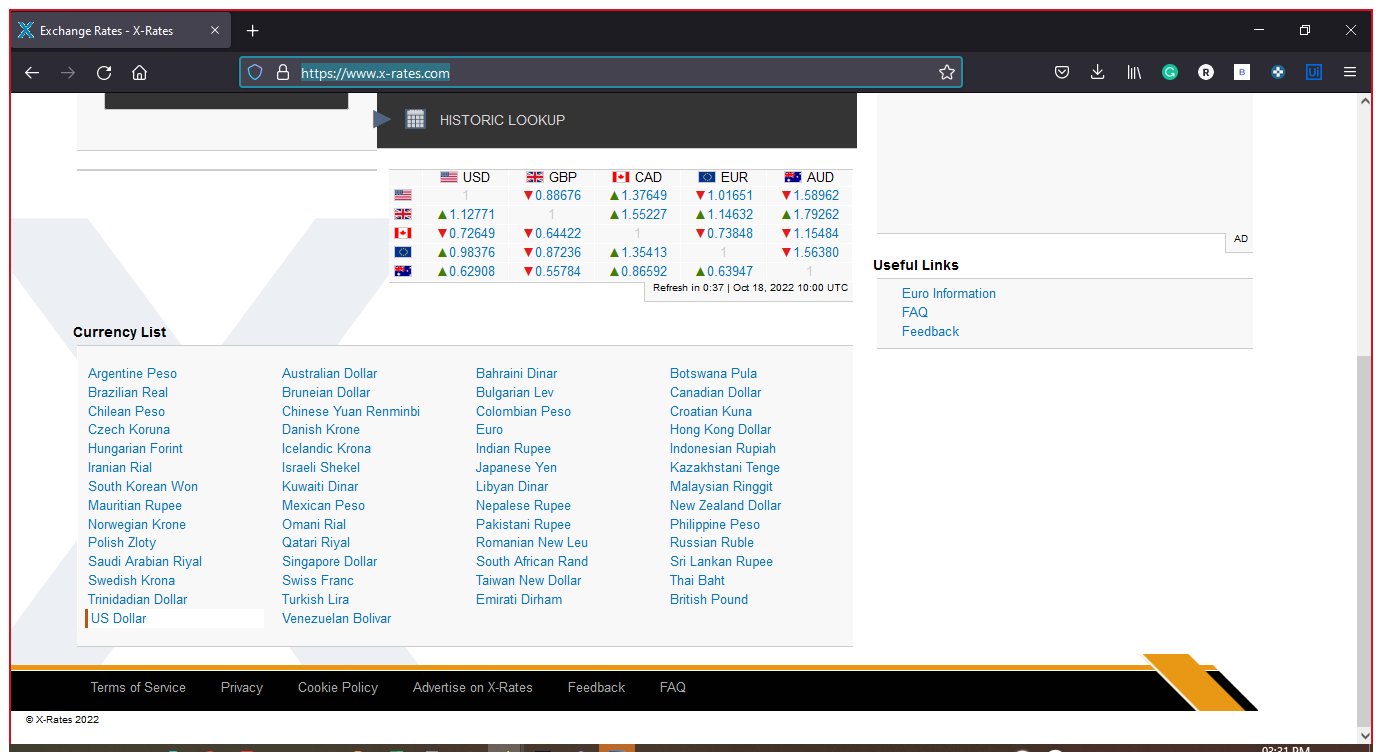 Exchange Rates - X-Rates
https://www.x-rates.com
HISTORIC LOOKUP
USD GBP CAD EUR AUD
1 ▼0.88676 ▲1.37649 ▼1.01651 ▼1.58962
▲1.12771 1 ▲1.55227 ▲1.14632 ▲1.79262
▼0.72649 ▼0.64422 1 ▼0.73848 ▼1.15484
▲0.98376 ▼0.87236 ▲1.35413 1 ▼1.56380
▲0.62908 ▼0.55784 ▲0.86592 ▲0.63947 1
Refresh in 0:37 | Oct 18, 2022 10:00 UTC
AD
Useful Links
Euro Information
FAQ
Feedback
Currency List
Argentine Peso Australian Dollar Bahraini Dinar Botswana Pula
Brazilian Real Bruneian Dollar Bulgarian Lev Canadian Dollar
Chilean Peso Chinese Yuan Renminbi Colombian Peso Croatian Kuna
Czech Koruna Danish Krone Euro Hong Kong Dollar
Hungarian Forint Icelandic Krona Indian Rupee Indonesian Rupiah
Iranian Rial Israeli Shekel Japanese Yen Kazakhstani Tenge
South Korean Won Kuwaiti Dinar Libyan Dinar Malaysian Ringgit
Mauritian Rupee Mexican Peso Nepalese Rupee New Zealand Dollar
Norwegian Krone Omani Rial Pakistani Rupee Philippine Peso
Polish Zloty Qatari Riyal Romanian New Leu Russian Ruble
Saudi Arabian Riyal Singapore Dollar South African Rand Sri Lankan Rupee
Swedish Krona Swiss Franc Taiwan New Dollar Thai Baht
Trinidadian Dollar Turkish Lira Emirati Dirham British Pound
US Dollar Venezuelan Bolivar
Terms of Service Privacy Cookie Policy Advertise on X-Rates Feedback FAQ
© X-Rates 2022